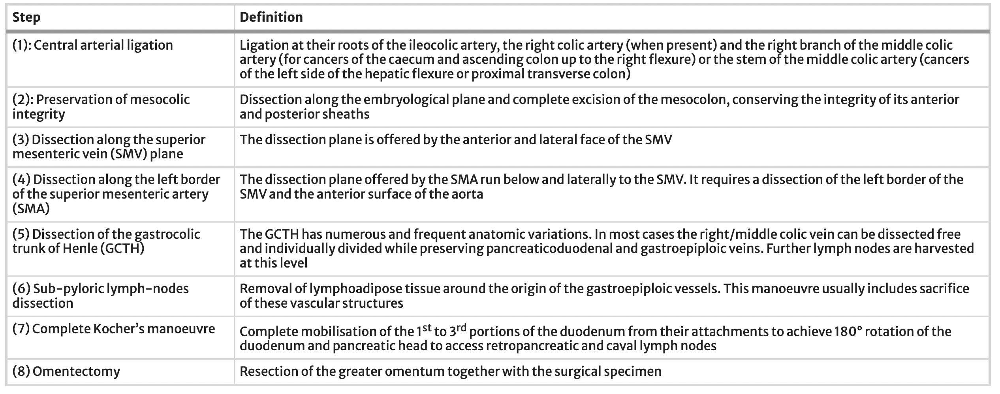 Step
Definition
(1): Central arterial ligation
Ligation at their roots of the ileocolic artery, the right colic artery (when present) and the right branch of the middle colic
artery (for cancers of the caecum and ascending colon up to the right flexure) or the stem of the middle colic artery (cancers
of the left side of the hepatic flexure or proximal transverse colon)
(2): Preservation of mesocolic
integrity
Dissection along the embryological plane and complete excision of the mesocolon, conserving the integrity of its anterior
and posterior sheaths
(3) Dissection along the superior
mesenteric vein (SMV) plane
The dissection plane is offered by the anterior and lateral face of the SMV
(4) Dissection along the left border
of the superior mesenteric artery
(SMA)
The dissection plane offered by the SMA run below and laterally to the SMV. It requires a dissection of the left border of the
SMV and the anterior surface of the aorta
(5) Dissection of the gastrocolic
trunk of Henle (GCTH)
The GCTH has numerous and frequent anatomic variations. In most cases the right/middle colic vein can be dissected free
and individually divided while preserving pancreaticoduodenal and gastroepiploic veins. Further lymph nodes are harvested
at this level
(6) Sub-pyloric lymph-nodes
dissection
Removal of lymphoadipose tissue around the origin of the gastroepiploic vessels. This manoeuvre usually includes sacrifice
of these vascular structures
(7) Complete Kocher's manoeuvre
Complete mobilisation of the 1st to 3rd portions of the duodenum from their attachments to achieve 180° rotation of the
duodenum and pancreatic head to access retropancreatic and caval lymph nodes
(8) Omentectomy
Resection of the greater omentum together with the surgical specimen